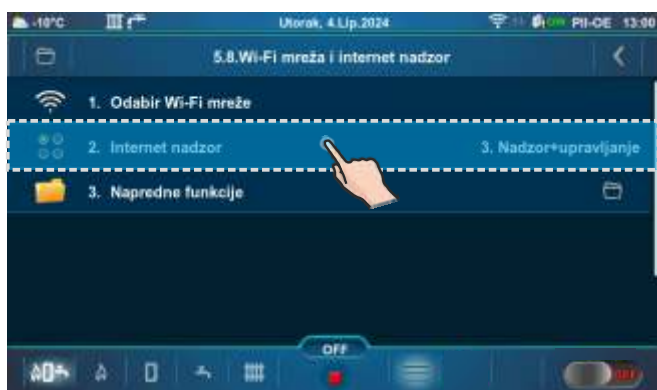 -10°C Utorak, 4.Lip.2024 PII-OE 13:00
5.8.Wi-Fi mreža i internet nadzor
1. Odabir Wi-Fi mreže
2. Internet nadzor 3. Nadzor+upravljanje
3. Napredne funkcije
OFF
OFF